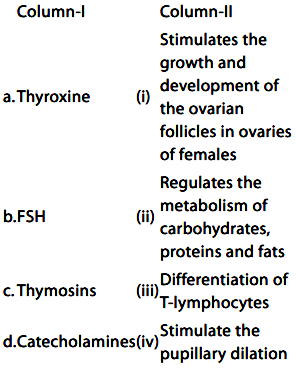 Column-I Column-II
Stimulates the
growth and
a. Thyroxine (i) development of
the ovarian
follicles in ovaries
of females
Regulates the
metabolism of
b.FSH (ii) carbohydrates,
proteins and fats
c. Thymosins (iii) Differentiation of
T-lymphocytes
d.Catecholamines(iv) Stimulate the
pupillary dilation